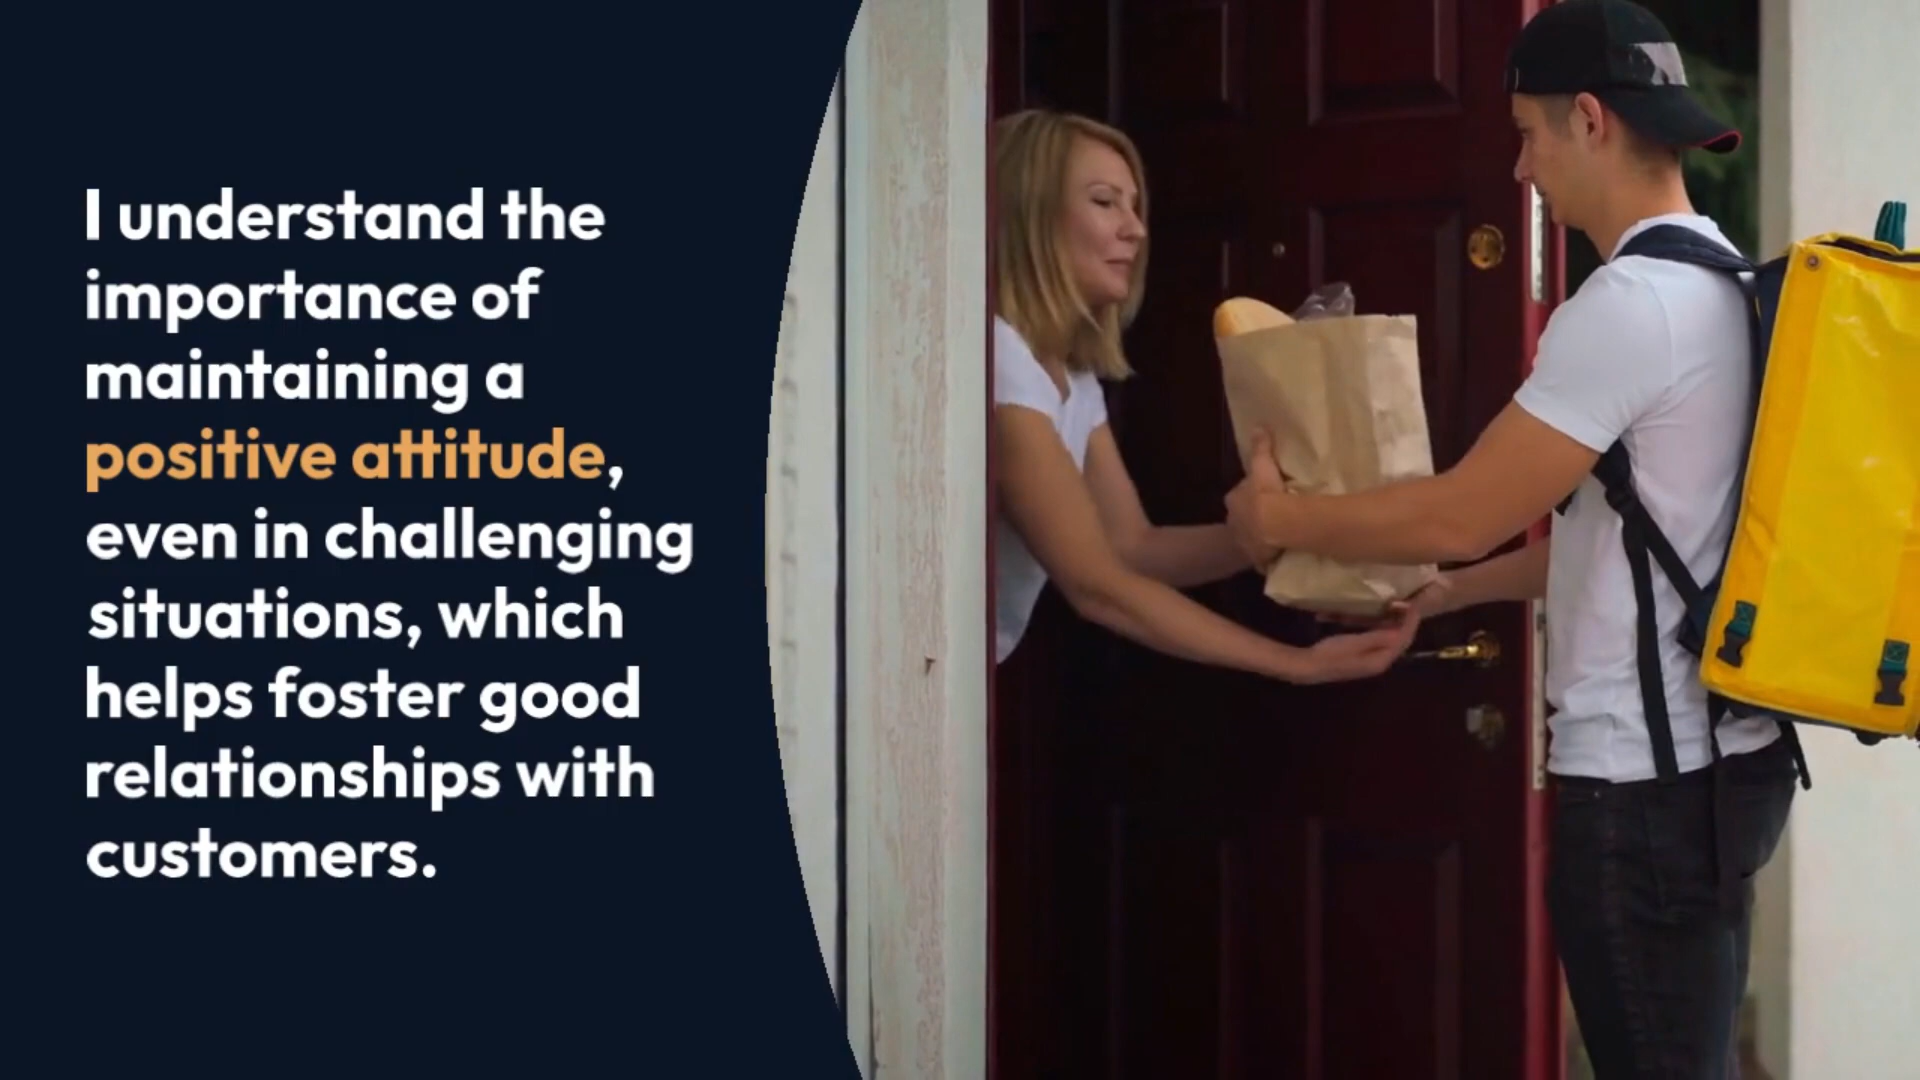 I understand the
importance of
maintaining a
positive attitude,
even in challenging
situations, which
helps foster good
relationships with
customers.